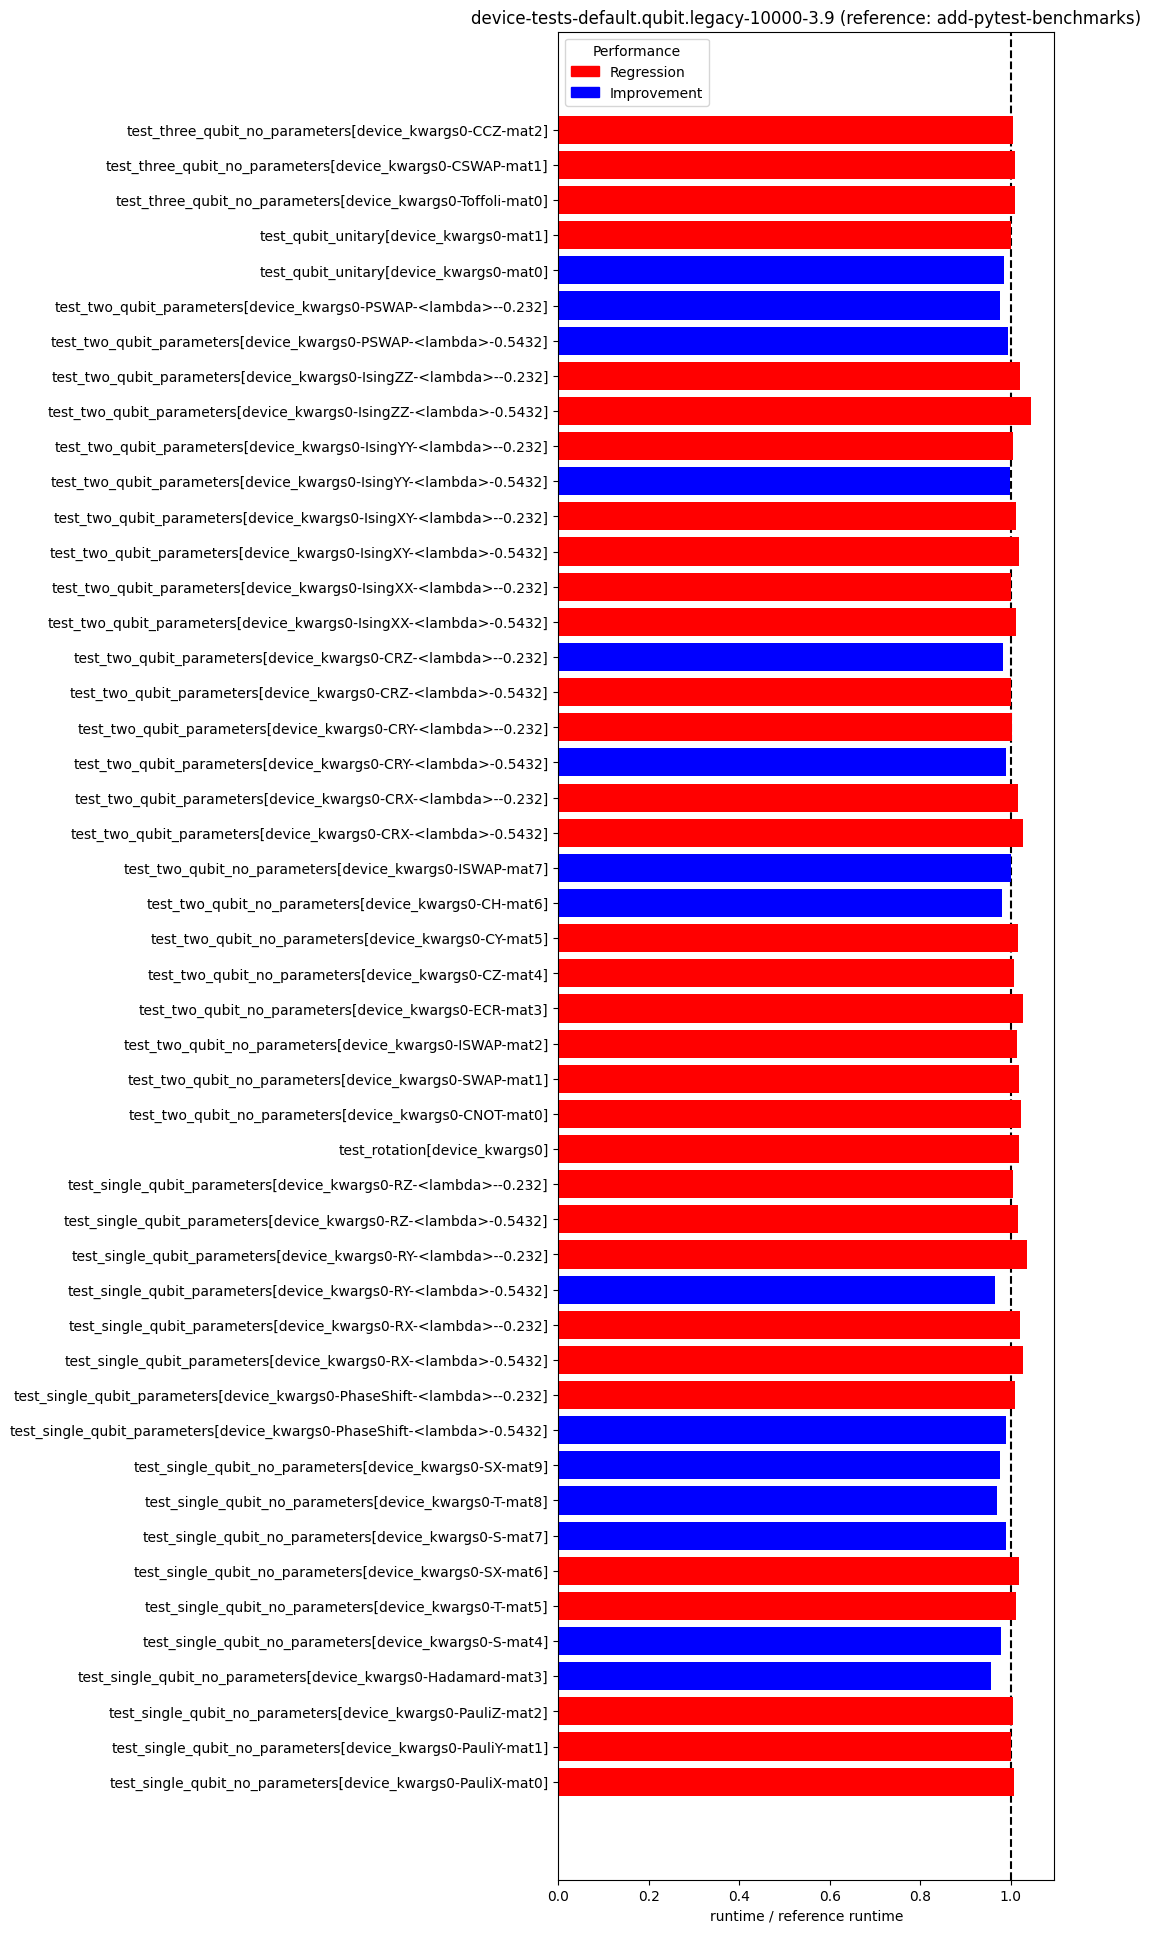 device-tests-default.qubit.legacy-10000-3.9 (reference: add-pytest-benchmarks)
Performance
Regression
Improvement
test_three_qubit_no_parameters[device_kwargs0-CCZ-mat2]
test_three_qubit_no_parameters[device_kwargs0-CSWAP-mat1]
test_three_qubit_no_parameters[device_kwargs0-Toffoli-mat0]
test_qubit_unitary[device_kwargs0-mat1]
test_qubit_unitary[device_kwargs0-mat0]
test_two_qubit_parameters[device_kwargs0-PSWAP-<lambda>--0.232]
test_two_qubit_parameters[device_kwargs0-PSWAP-<lambda>-0.5432]
test_two_qubit_parameters[device_kwargs0-IsingZZ-<lambda>--0.232]
test_two_qubit_parameters[device_kwargs0-IsingZZ-<lambda>-0.5432]
test_two_qubit_parameters[device_kwargs0-IsingYY-<lambda>--0.232]
test_two_qubit_parameters[device_kwargs0-IsingYY-<lambda>-0.5432]
test_two_qubit_parameters[device_kwargs0-IsingXY-<lambda>--0.232]
test_two_qubit_parameters[device_kwargs0-IsingXY-<lambda>-0.5432]
test_two_qubit_parameters[device_kwargs0-IsingXX-<lambda>--0.232]
test_two_qubit_parameters[device_kwargs0-IsingXX-<lambda>-0.5432]
test_two_qubit_parameters[device_kwargs0-CRZ-<lambda>--0.232]
test_two_qubit_parameters[device_kwargs0-CRZ-<lambda>-0.5432]
test_two_qubit_parameters[device_kwargs0-CRY-<lambda>--0.232]
test_two_qubit_parameters[device_kwargs0-CRY-<lambda>-0.5432]
test_two_qubit_parameters[device_kwargs0-CRX-<lambda>--0.232]
test_two_qubit_parameters[device_kwargs0-CRX-<lambda>-0.5432]
test_two_qubit_no_parameters[device_kwargs0-ISWAP-mat7]
test_two_qubit_no_parameters[device_kwargs0-CH-mat6]
test_two_qubit_no_parameters[device_kwargs0-CY-mat5]
test_two_qubit_no_parameters[device_kwargs0-CZ-mat4]
test_two_qubit_no_parameters[device_kwargs0-ECR-mat3]
test_two_qubit_no_parameters[device_kwargs0-ISWAP-mat2]
test_two_qubit_no_parameters[device_kwargs0-SWAP-mat1]
test_two_qubit_no_parameters[device_kwargs0-CNOT-mat0]
test_rotation[device_kwargs0]
test_single_qubit_parameters[device_kwargs0-RZ-<lambda>--0.232]
test_single_qubit_parameters[device_kwargs0-RZ-<lambda>-0.5432]
test_single_qubit_parameters[device_kwargs0-RY-<lambda>--0.232]
test_single_qubit_parameters[device_kwargs0-RY-<lambda>-0.5432]
test_single_qubit_parameters[device_kwargs0-RX-<lambda>--0.232]
test_single_qubit_parameters[device_kwargs0-RX-<lambda>-0.5432]
test_single_qubit_parameters[device_kwargs0-PhaseShift-<lambda>--0.232]
test_single_qubit_parameters[device_kwargs0-PhaseShift-<lambda>-0.5432]
test_single_qubit_no_parameters[device_kwargs0-SX-mat9]
test_single_qubit_no_parameters[device_kwargs0-T-mat8]
test_single_qubit_no_parameters[device_kwargs0-S-mat7]
test_single_qubit_no_parameters[device_kwargs0-SX-mat6]
test_single_qubit_no_parameters[device_kwargs0-T-mat5]
test_single_qubit_no_parameters[device_kwargs0-S-mat4]
test_single_qubit_no_parameters[device_kwargs0-Hadamard-mat3]
test_single_qubit_no_parameters[device_kwargs0-PauliZ-mat2]
test_single_qubit_no_parameters[device_kwargs0-PauliY-mat1]
test_single_qubit_no_parameters[device_kwargs0-PauliX-mat0]
0.0 0.2 0.4 0.6 0.8 1.0
runtime / reference runtime